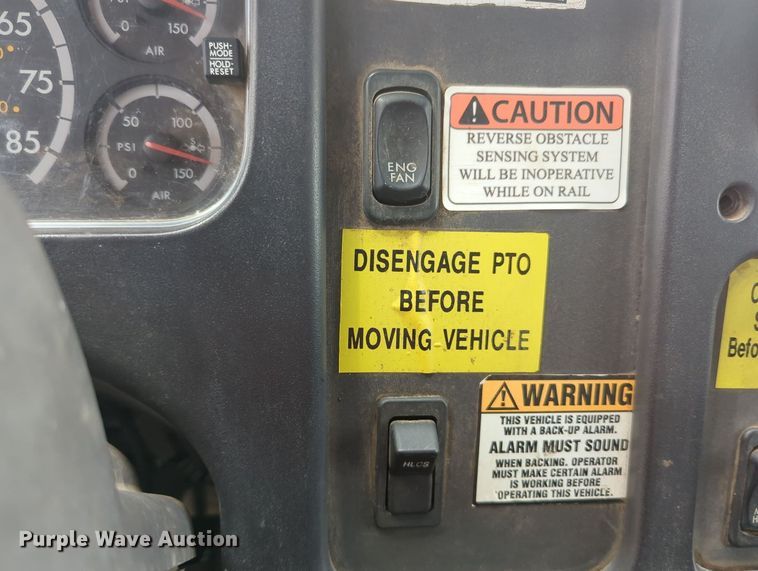 65
75
85
0
150
AIR
PUSH-
MODE
HOLD-
RESET
50
100
PSI
0
150
AIR
ENG
FAN
CAUTION
REVERSE OBSTACLE
SENSING SYSTEM
WILL BE INOPERATIVE
WHILE ON RAIL
DISENGAGE PTO
BEFORE
MOVING VEHICLE
HLCS
WARNING
THIS VEHICLE IS EQUIPPED
WITH A BACK-UP ALARM.
ALARM MUST SOUND
WHEN BACKING. OPERATOR
MUST MAKE CERTAIN ALARM
IS WORKING BEFORE
OPERATING THIS VEHICLE.
Befo
Purple Wave Auction